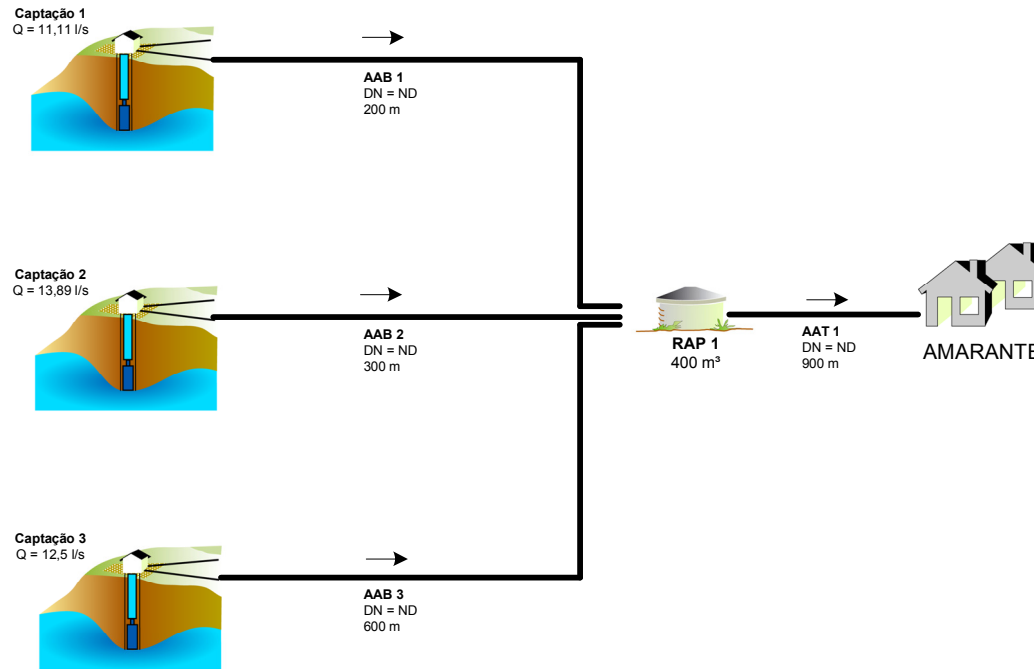 Captação 1
Q = 11,11 l/s
AAB 1
DN = ND
200 m
Captação 2
Q = 13,89 l/s
AAB 2
DN = ND
300 m
RAP 1
400 m³
AAT 1
DN = ND
900 m
AMARANTE
Captação 3
Q = 12,5 l/s
AAB 3
DN = ND
600 m